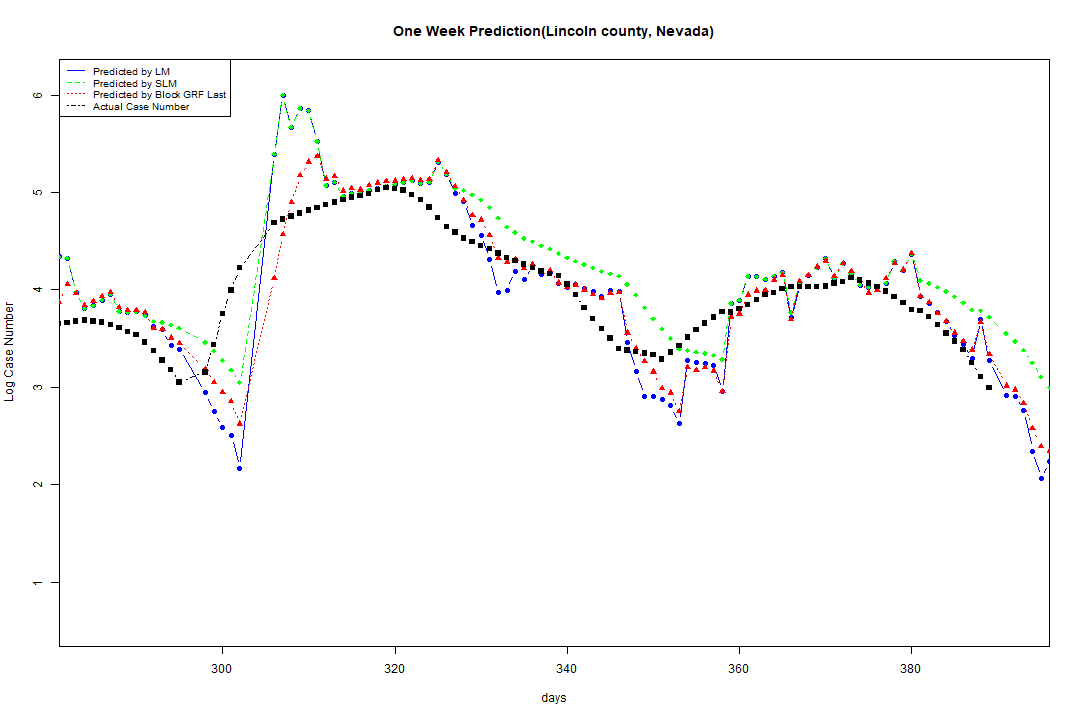 One Week Prediction(Lincoln county, Nevada)
Predicted by LM
Predicted by SLM
Predicted by Block GRF Last
Actual Case Number
6
5
4
3
2
1
Log Case Number
300
320
340
360
380
days